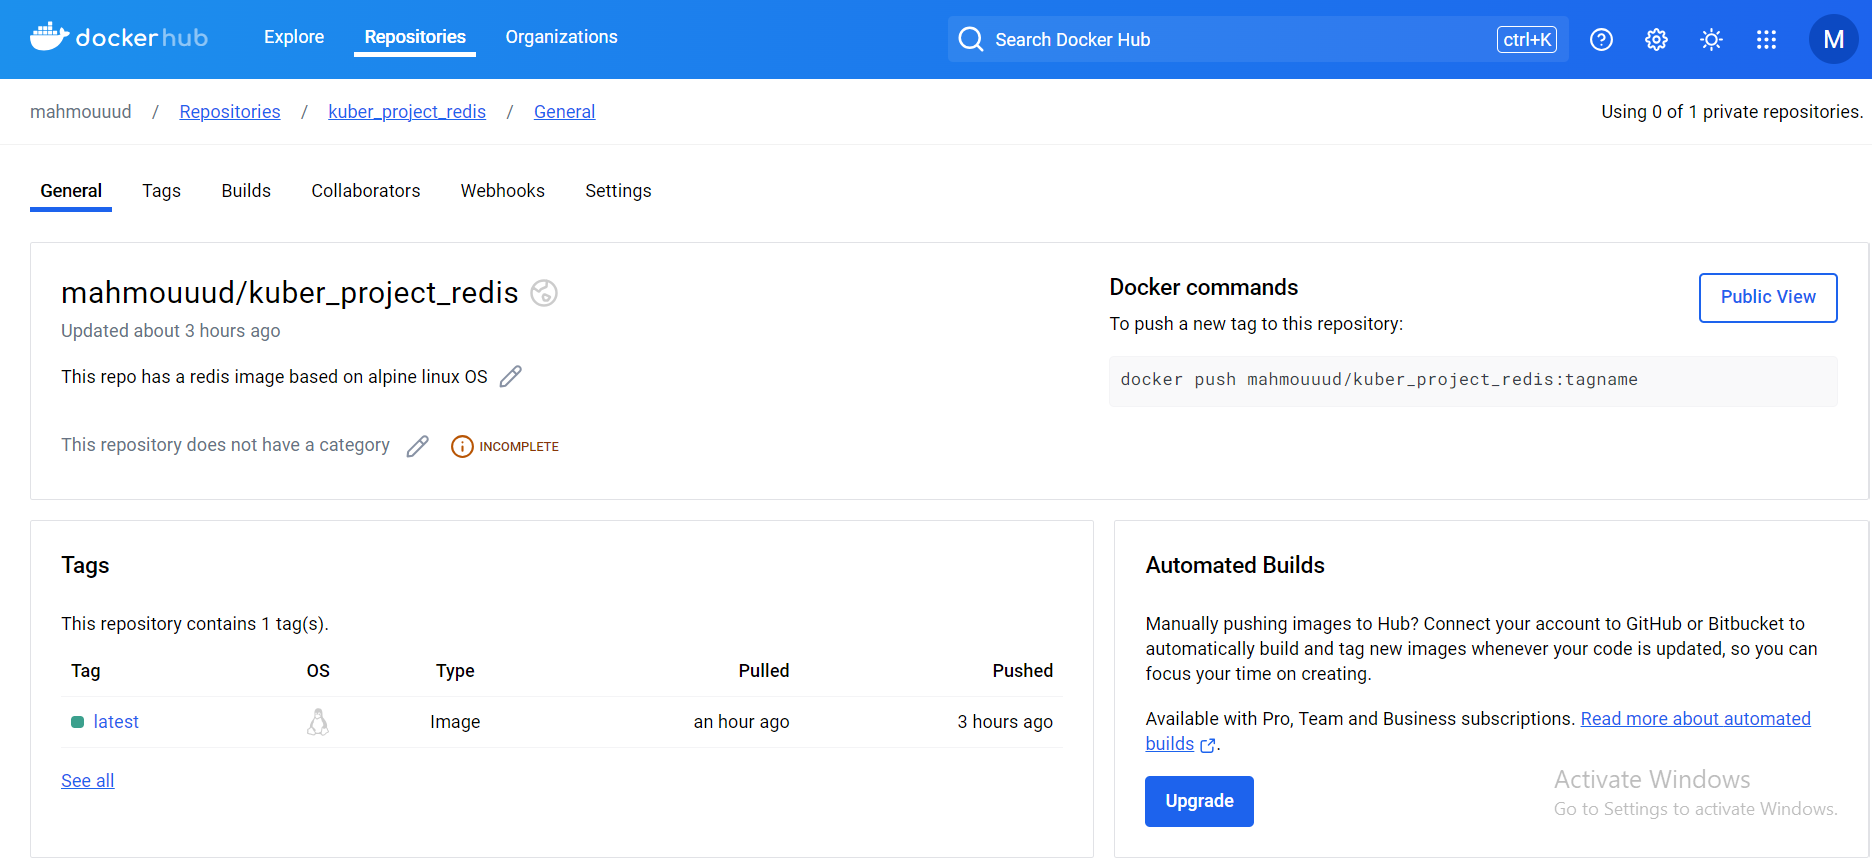 docker hub
Explore Repositories Organizations
Search Docker Hub ctrl+K
M
mahmouuud / Repositories / kuber_project_redis / General
Using 0 of 1 private repositories.
General Tags Builds Collaborators Webhooks Settings
mahmouuud/kuber_project_redis
Updated about 3 hours ago
This repo has a redis image based on alpine linux OS
This repository does not have a category INCOMPLETE
Docker commands
Public View
To push a new tag to this repository:
docker push mahmouuud/kuber_project_redis:tagname
Tags
This repository contains 1 tag(s).
Tag OS Type Pulled Pushed
latest Image an hour ago 3 hours ago
See all
Automated Builds
Manually pushing images to Hub? Connect your account to GitHub or Bitbucket to
automatically build and tag new images whenever your code is updated, so you can
focus your time on creating.
Available with Pro, Team and Business subscriptions. Read more about automated
builds .
Upgrade
Activate Windows
Go to Settings to activate Windows.